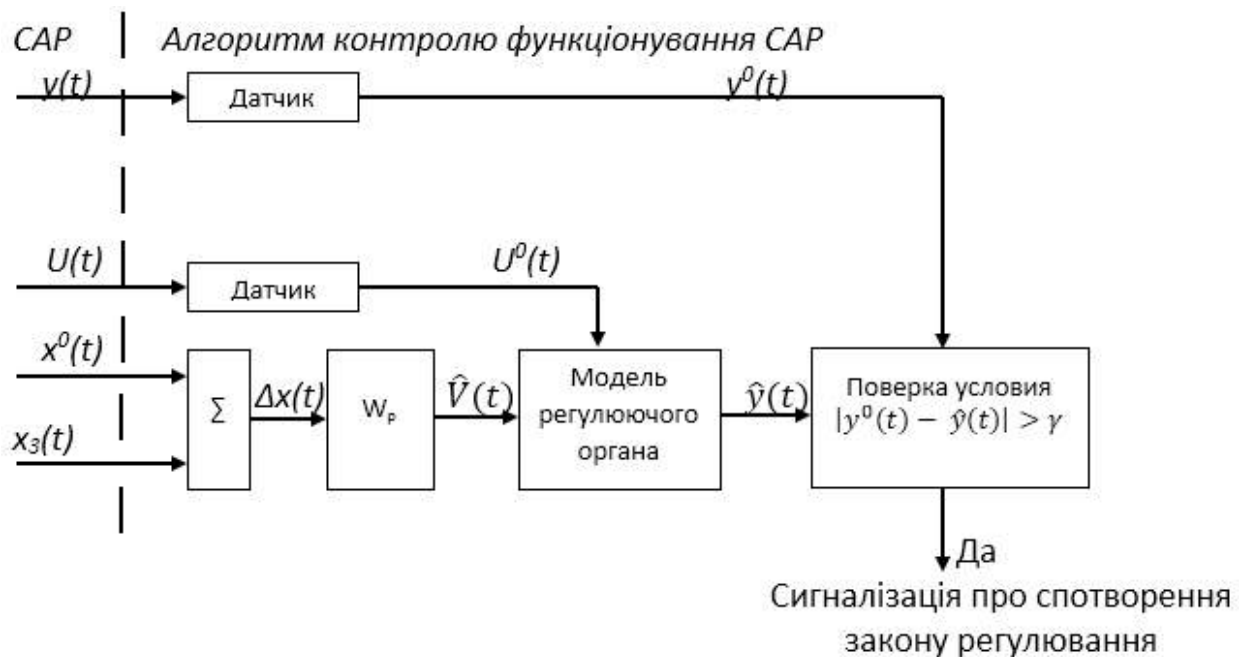 САР
Алгоритм контролю функціонування САР
y(t)
Датчик
y⁰(t)
U(t)
Датчик
U⁰(t)
x⁰(t)
x₃(t)
Σ
Δx(t)
Wₚ
V̂(t)
Модель
регулюючого
органа
ŷ(t)
Поверка условия
|y⁰(t) − ŷ(t)| > γ
Да
Сигналізація про спотворення
закону регулювання